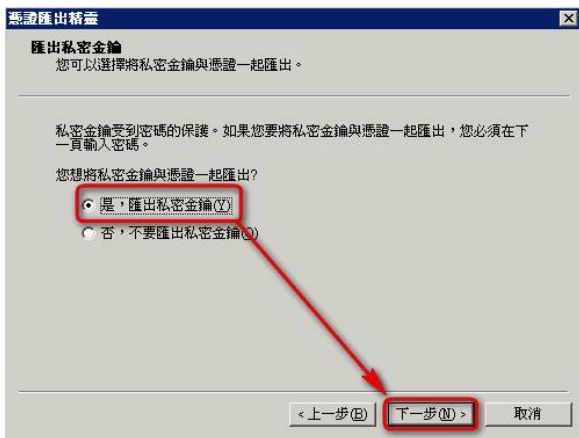 憑證匯出精靈
匯出私密金鑰
您可以選擇將私密金鑰與憑證一起匯出。
私密金鑰受到密碼的保護。如果您要將私密金鑰與憑證一起匯出,您必須在下
一頁輸入密碼。
您想將私密金鑰與憑證一起匯出?
是,匯出私密金鑰(Y)
否,不要匯出私密金鑰(O)
<上一步(B) 下一步(N)> 取消